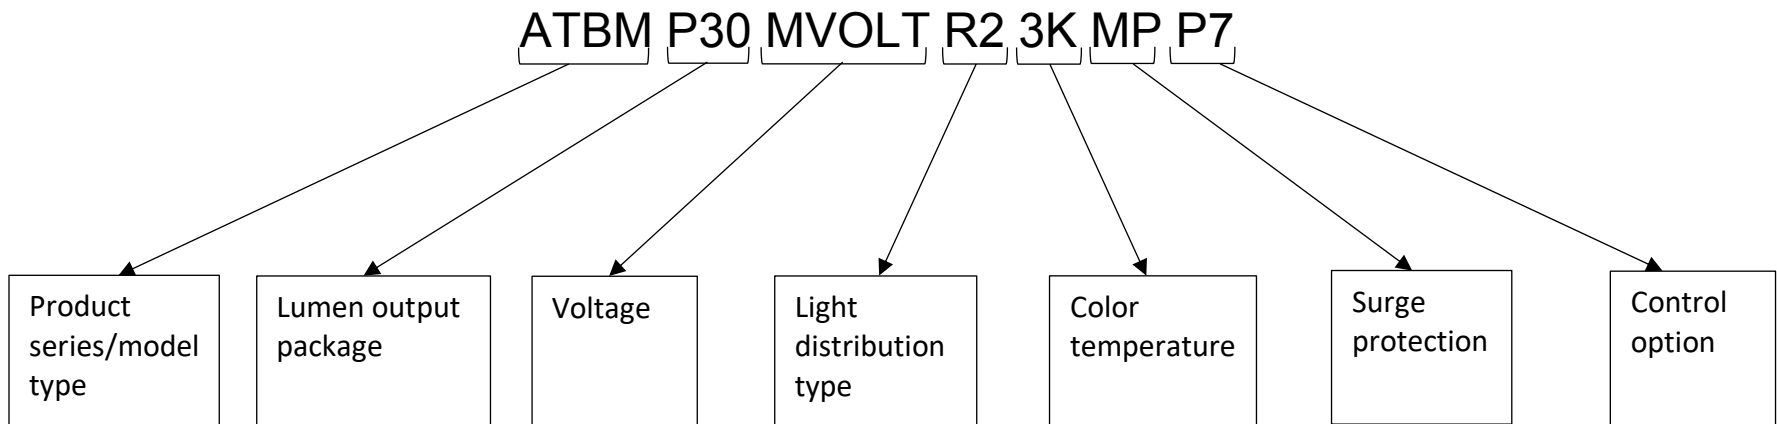 ATBM P30 MVOLT R2 3K MP P7
Product
series/model
type
Lumen output
package
Voltage
Light
distribution
type
Color
temperature
Surge
protection
Control
option